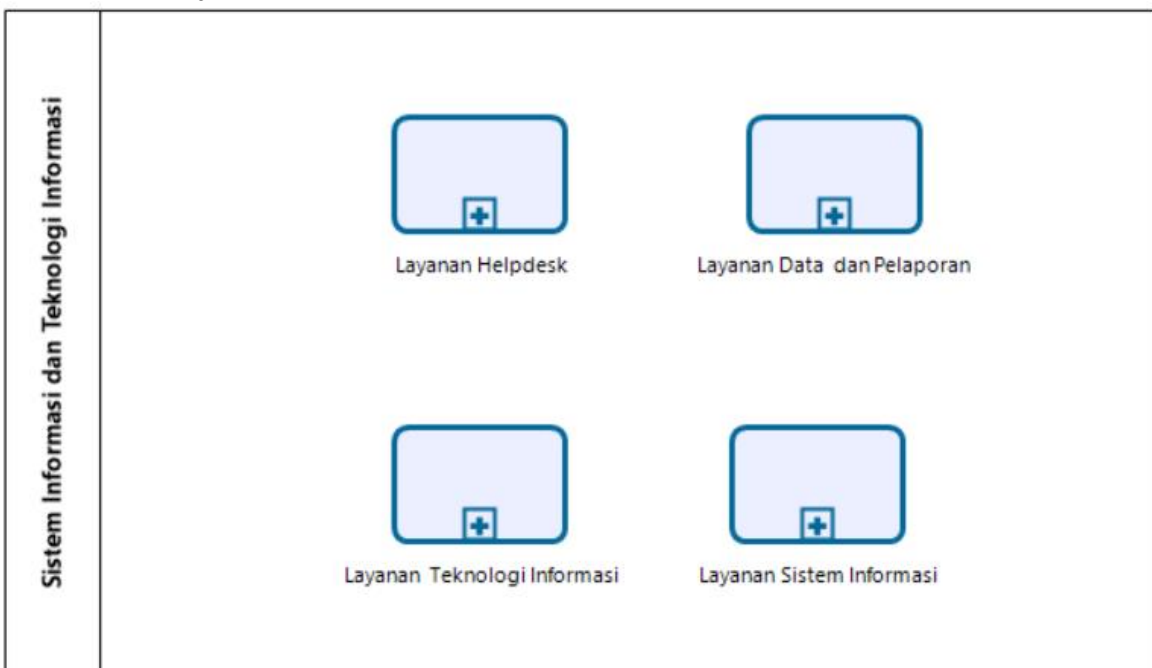 Sistem Informasi dan Teknologi Informasi
Layanan Helpdesk
Layanan Data dan Pelaporan
Layanan Teknologi Informasi
Layanan Sistem Informasi